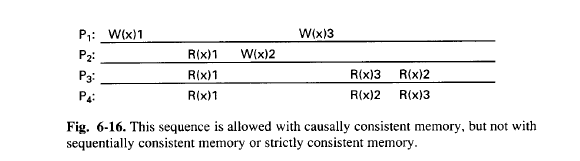 P₁: W(x)1 W(x)3
P₂: R(x)1 W(x)2
P₃: R(x)1 R(x)3 R(x)2
P₄: R(x)1 R(x)2 R(x)3
Fig. 6-16. This sequence is allowed with causally consistent memory, but not with
sequentially consistent memory or strictly consistent memory.